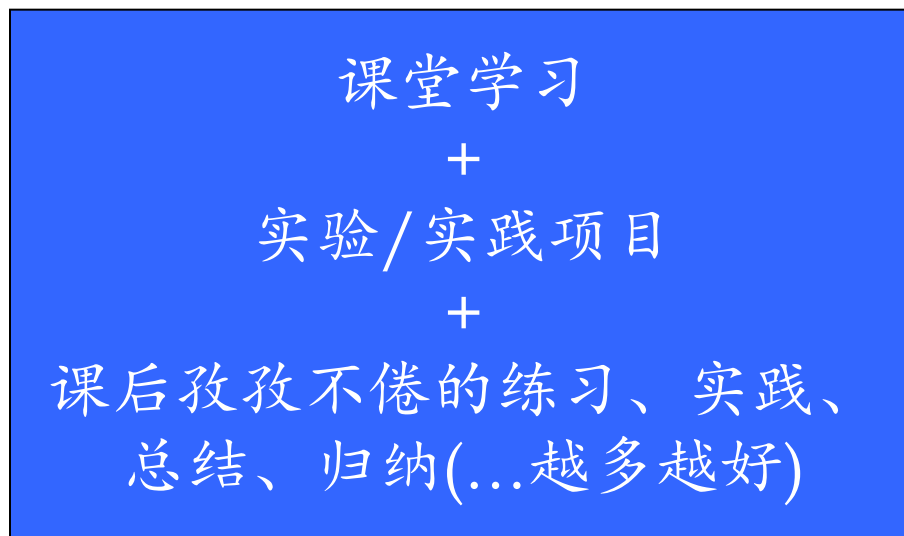 课堂学习
+
实验/实践项目
+
课后孜孜不倦的练习、实践、
总结、归纳(...越多越好)